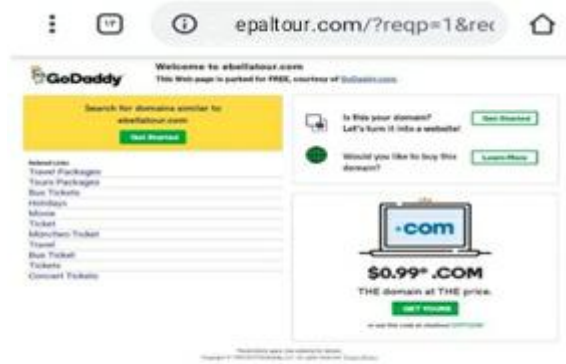 ۱۳
epaltour.com/?reqp=1&rec
GoDaddy
Welcome to abellatour.com
This Web page is parked for FREE, courtesy of GoDaddy.com.
Search for domains similar to
abellatour.com
Get Started
Is this your domain?
Let's turn it into a website!
Get Started
Would you like to buy this
domain?
Learn More
Related Links
Travel Packages
Tours Packages
Bus Tickets
Holidays
Movie
Ticket
Travel
Bus Ticket
Tickets
Concert Tickets
.com
$0.99* .COM
THE domain at THE price.
GET YOURS